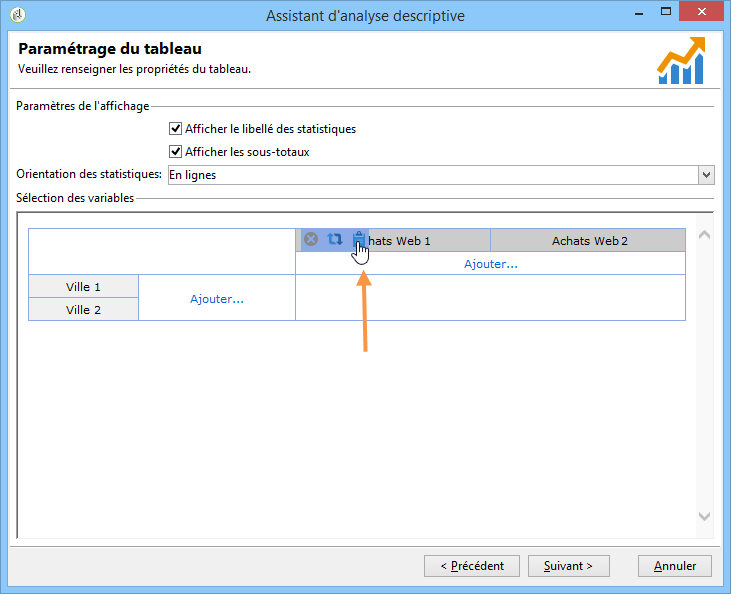 Assistant d'analyse descriptive
Paramétrage du tableau
Veuillez renseigner les propriétés du tableau.
Paramètres de l'affichage
Afficher le libellé des statistiques
Afficher les sous-totaux
Orientation des statistiques: En lignes
Sélection des variables
hats Web 1 Achats Web 2
Ajouter...
Ville 1
Ajouter...
Ville 2
< Précédent Suivant > Annuler